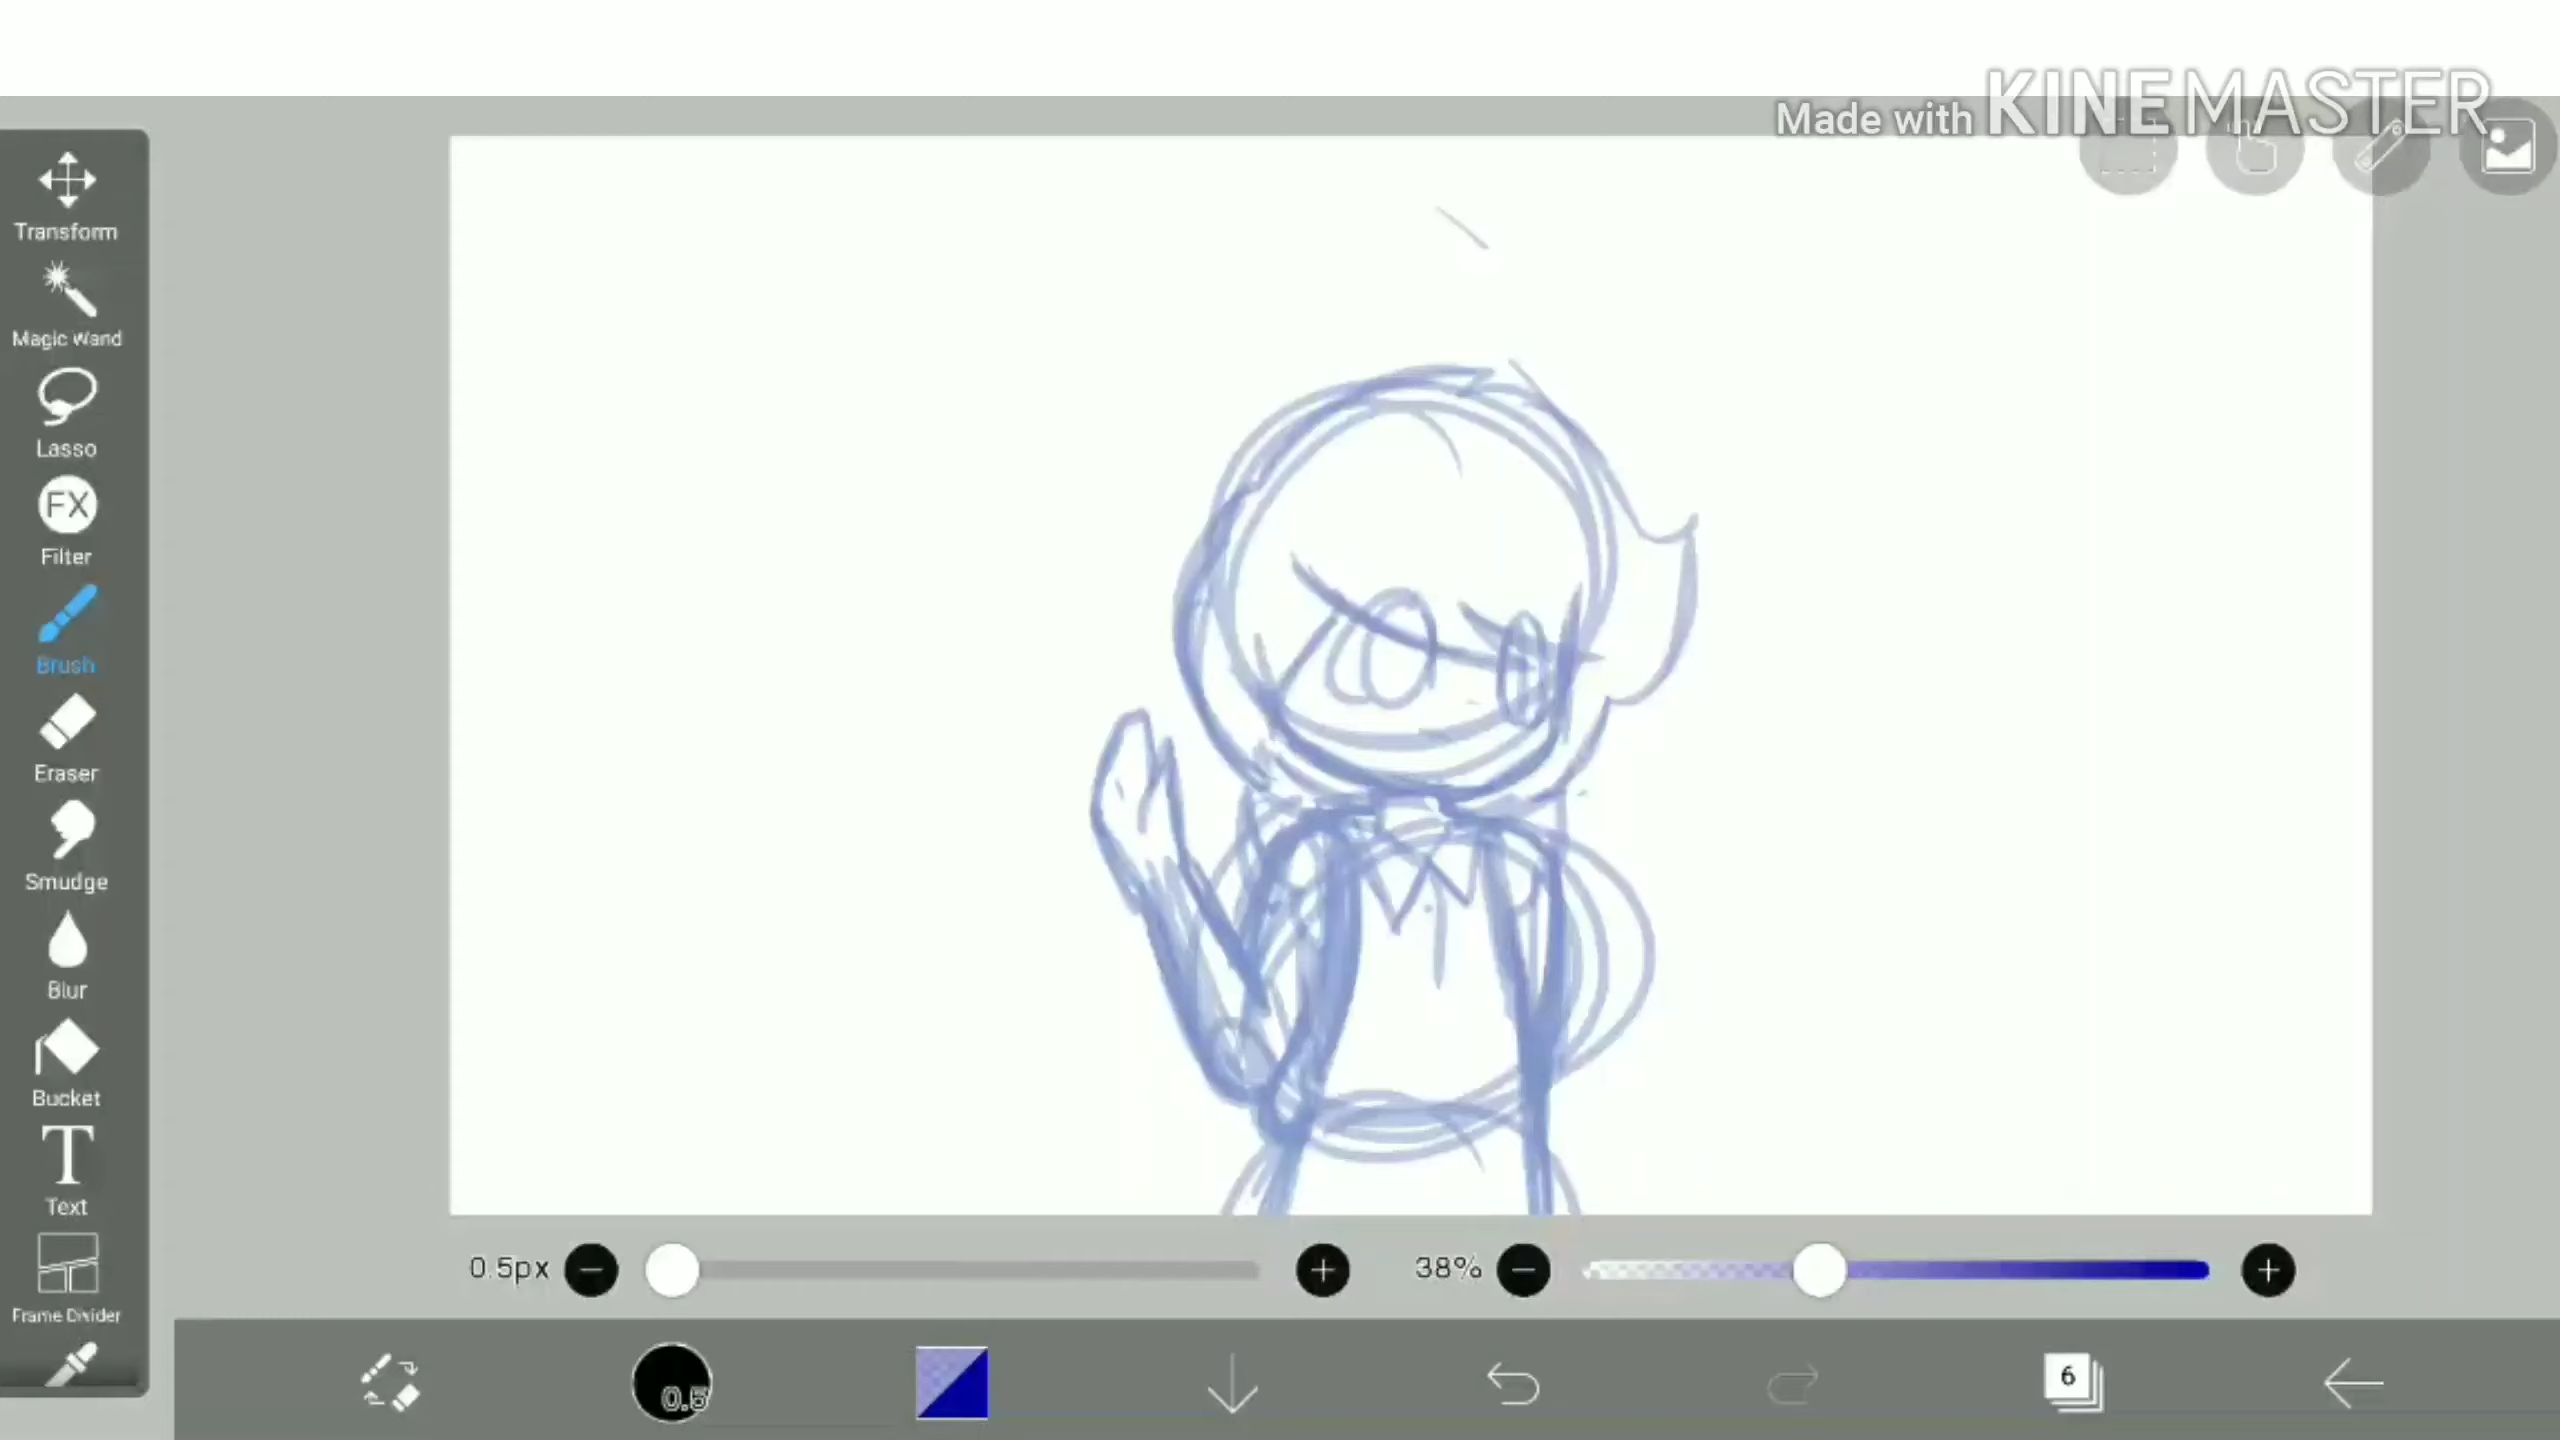 Made with KINEMASTER
Transform
Magic Wand
Lasso
FX
Filter
Brush
Eraser
Smudge
Blur
Bucket
T
Text
Frame Divider
0.5px
38%
0.5
6